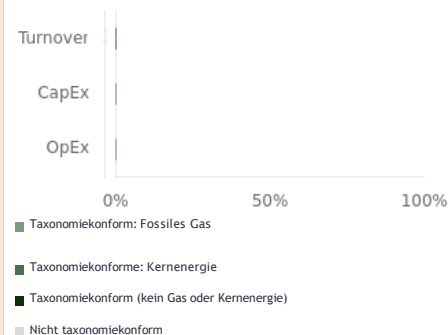 Turnover
CapEx
OpEx
0% 50% 100%
Taxonomiekonform: Fossiles Gas
Taxonomiekonforme: Kernenergie
Taxonomiekonform (kein Gas oder Kernenergie)
Nicht taxonomiekonform